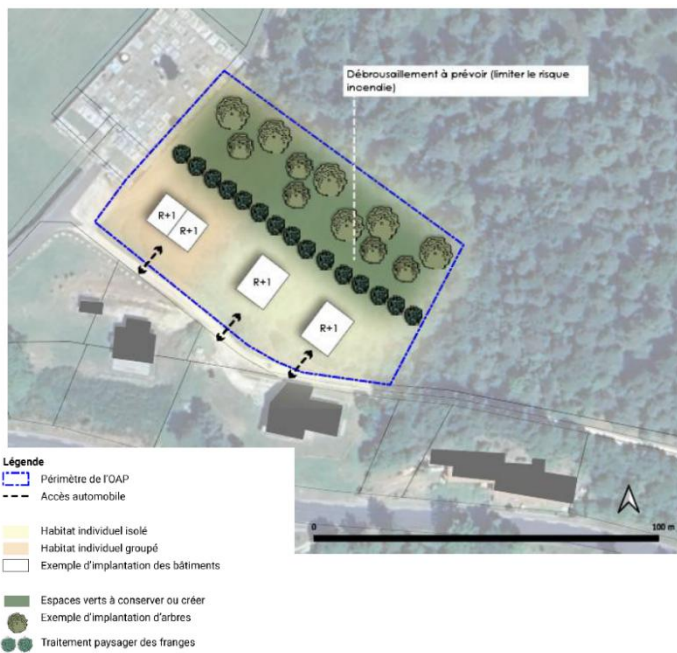 Débrousaillement à prévoir (limiter le risque
incendie)
R+1
R+1
R+1
R+1
0
100 m
Légende
Périmètre de l'OAP
Accès automobile
Habitat individuel isolé
Habitat individuel groupé
Exemple d'implantation des bâtiments
Espaces verts à conserver ou créer
Exemple d'implantation d'arbres
Traitement paysager des franges